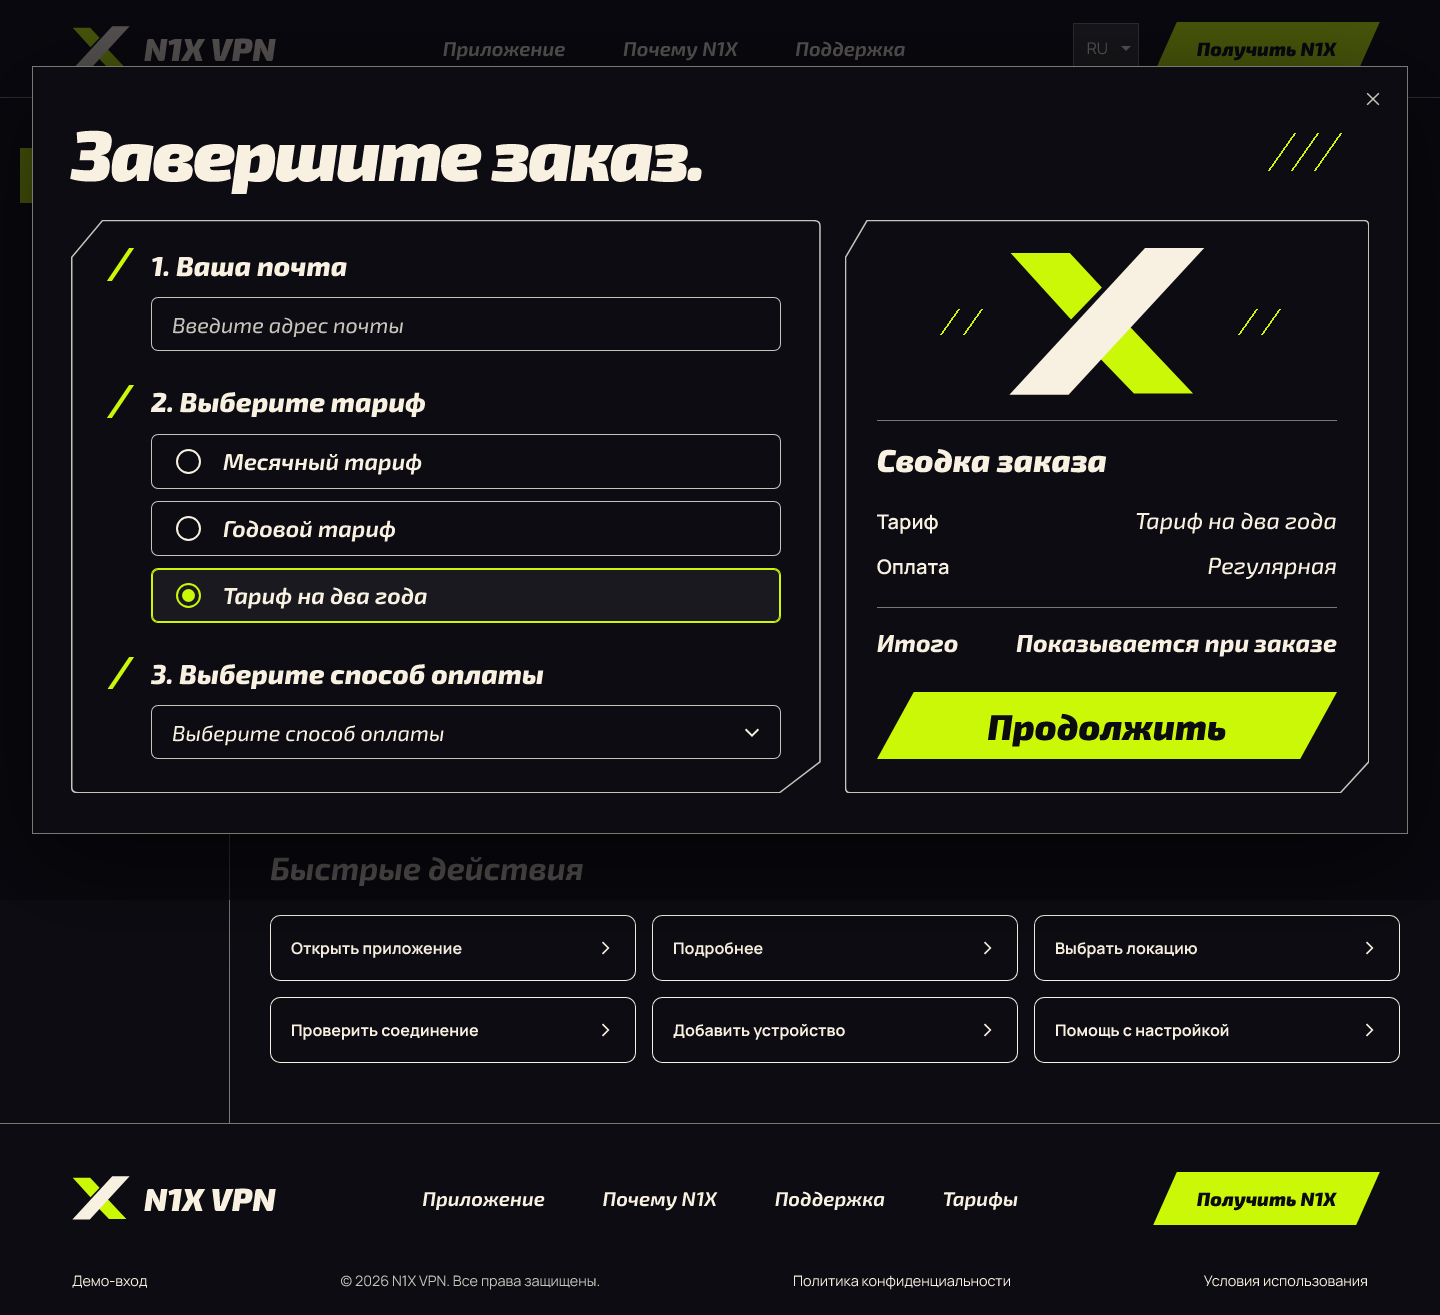 N1X VPN
Приложение
Почему N1X
Поддержка
RU
Получить N1X
Завершите заказ.
1. Ваша почта
Введите адрес почты
2. Выберите тариф
Месячный тариф
Годовой тариф
Тариф на два года
3. Выберите способ оплаты
Выберите способ оплаты
Сводка заказа
Тариф Тариф на два года
Оплата Регулярная
Итого Показывается при заказе
Продолжить
Быстрые действия
Открыть приложение
Подробнее
Выбрать локацию
Проверить соединение
Добавить устройство
Помощь с настройкой
N1X VPN
Приложение
Почему N1X
Поддержка
Тарифы
Получить N1X
Демо-вход
© 2026 N1X VPN. Все права защищены.
Политика конфиденциальности
Условия использования